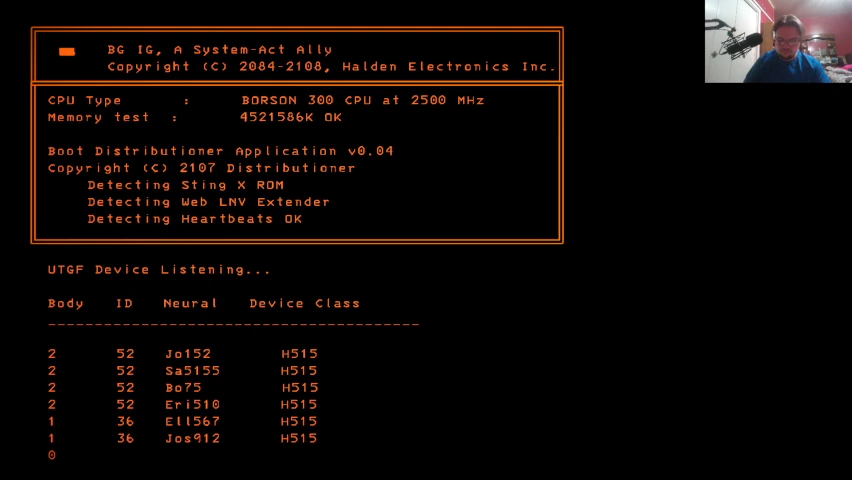 BG IG, A System-Act Ally
Copyright (C) 2084-2108, Halden Electronics Inc.
CPU Type : BORSON 300 CPU at 2500 MHz
Memory test : 4521586K OK
Boot Distributioner Application v0.04
Copyright (C) 2107 Distributioner
Detecting Sting X ROM
Detecting Web LNV Extender
Detecting Heartbeats OK
UTGF Device Listening...
Body ID Neural Device Class
--------------------------------------------
2 52 Jo152 H515
2 52 Sa5155 H515
2 52 Bo75 H515
2 52 Eri510 H515
1 36 Ell567 H515
1 36 Jos912 H515
0